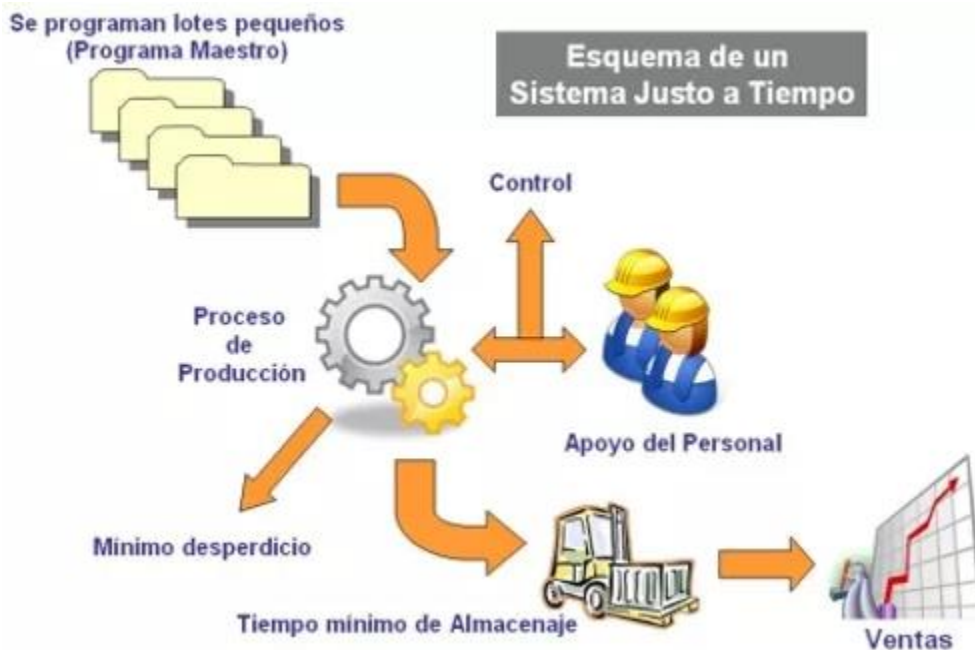 Se programan lotes pequeños
(Programa Maestro)
Esquema de un
Sistema Justo a Tiempo
Control
Proceso
de
Producción
Apoyo del Personal
Mínimo desperdicio
Tiempo mínimo de Almacenaje
Ventas